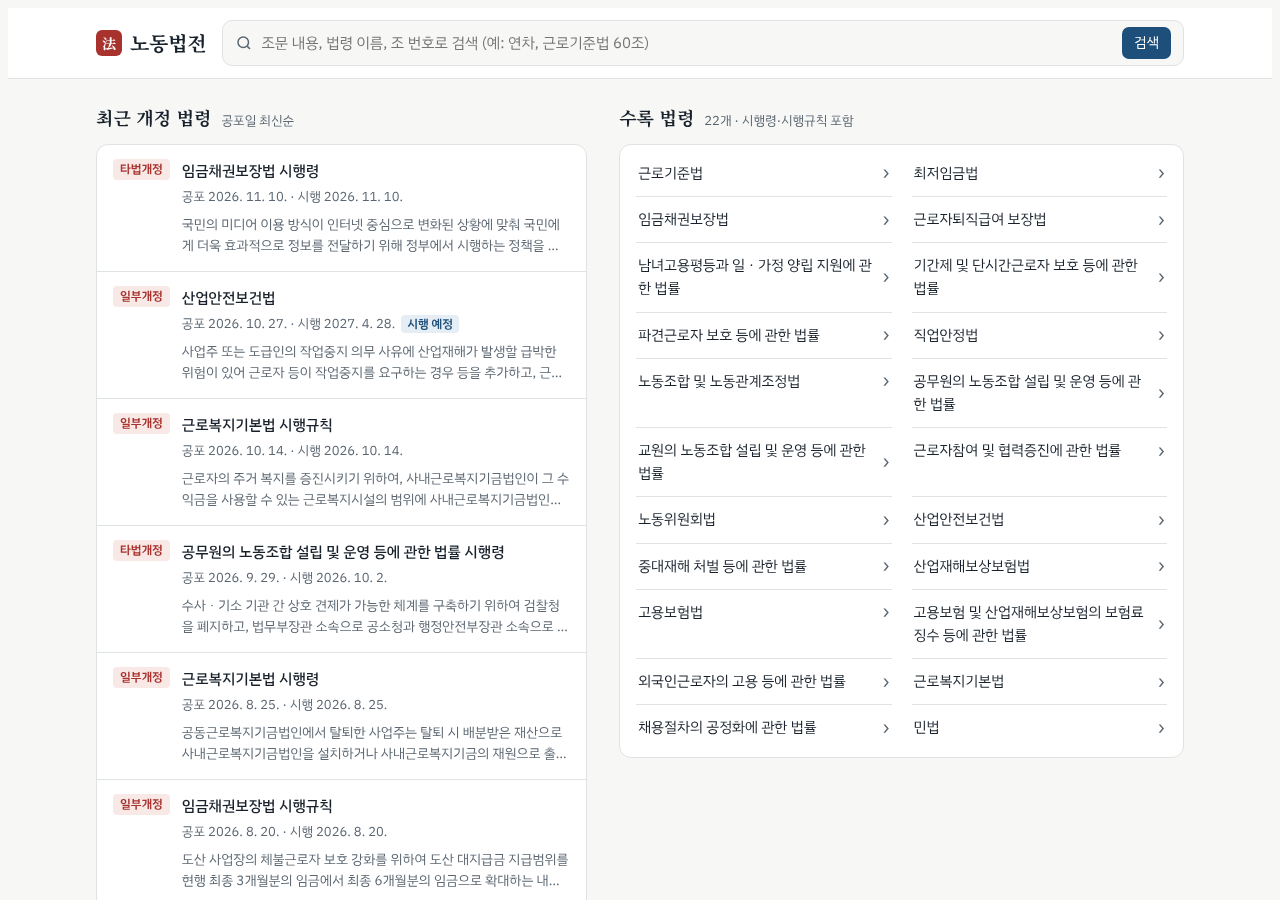 法 노동법전
조문 내용, 법령 이름, 조 번호로 검색 (예: 연차, 근로기준법 60조)
검색
최근 개정 법령 공포일 최신순
타법개정 임금채권보장법 시행령
공포 2026. 11. 10. · 시행 2026. 11. 10.
국민의 미디어 이용 방식이 인터넷 중심으로 변화된 상황에 맞춰 국민에
게 더욱 효과적으로 정보를 전달하기 위해 정부에서 시행하는 정책을 ...
일부개정 산업안전보건법
공포 2026. 10. 27. · 시행 2027. 4. 28. 시행 예정
사업주 또는 도급인의 작업중지 의무 사유에 산업재해가 발생할 급박한
위험이 있어 근로자 등이 작업중지를 요구하는 경우 등을 추가하고, 근...
일부개정 근로복지기본법 시행규칙
공포 2026. 10. 14. · 시행 2026. 10. 14.
근로자의 주거 복지를 증진시키기 위하여, 사내근로복지기금법인이 그 수
익금을 사용할 수 있는 근로복지시설의 범위에 사내근로복지기금법인...
타법개정 공무원의 노동조합 설립 및 운영 등에 관한 법률 시행령
공포 2026. 9. 29. · 시행 2026. 10. 2.
수사ㆍ기소 기관 간 상호 견제가 가능한 체계를 구축하기 위하여 검찰청
을 폐지하고, 법무부장관 소속으로 공소청과 행정안전부장관 소속으로 ...
일부개정 근로복지기본법 시행령
공포 2026. 8. 25. · 시행 2026. 8. 25.
공동근로복지기금법인에서 탈퇴한 사업주는 탈퇴 시 배분받은 재산으로
사내근로복지기금법인을 설치하거나 사내근로복지기금의 재원으로 출...
일부개정 임금채권보장법 시행규칙
공포 2026. 8. 20. · 시행 2026. 8. 20.
도산 사업장의 체불근로자 보호 강화를 위하여 도산 대지급금 지급범위를
현행 최종 3개월분의 임금에서 최종 6개월분의 임금으로 확대하는 내...
수록 법령 22개 · 시행령·시행규칙 포함
근로기준법
최저임금법
임금채권보장법
근로자퇴직급여 보장법
남녀고용평등과 일ㆍ가정 양립 지원에 관
한 법률
기간제 및 단시간근로자 보호 등에 관한
법률
파견근로자 보호 등에 관한 법률
직업안정법
노동조합 및 노동관계조정법
공무원의 노동조합 설립 및 운영 등에 관
한 법률
교원의 노동조합 설립 및 운영 등에 관한
법률
근로자참여 및 협력증진에 관한 법률
노동위원회법
산업안전보건법
중대재해 처벌 등에 관한 법률
산업재해보상보험법
고용보험법
고용보험 및 산업재해보상보험의 보험료
징수 등에 관한 법률
외국인근로자의 고용 등에 관한 법률
근로복지기본법
채용절차의 공정화에 관한 법률
민법